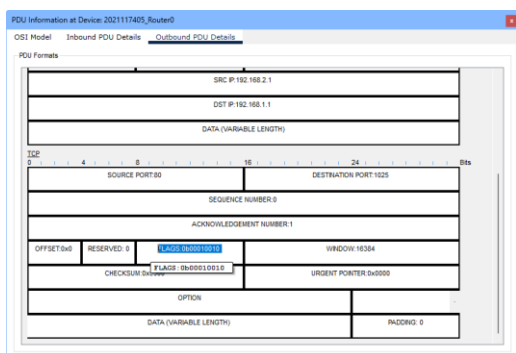 PDU Information at Device: 2021117405_Router0
OSI Model Inbound PDU Details Outbound PDU Details
PDU Formats
SRC IP:192.168.2.1
DST IP:192.168.1.1
DATA (VARIABLE LENGTH)
TCP
0 4 8 16 24 Bits
SOURCE PORT:80 DESTINATION PORT:1025
SEQUENCE NUMBER:0
ACKNOWLEDGEMENT NUMBER:1
OFFSET:0x0 RESERVED: 0 FLAGS:0b00010010 WINDOW:16384
FLAGS:0b00010010
CHECKSUM: URGENT POINTER:0x0000
OPTION
DATA (VARIABLE LENGTH) PADDING: 0